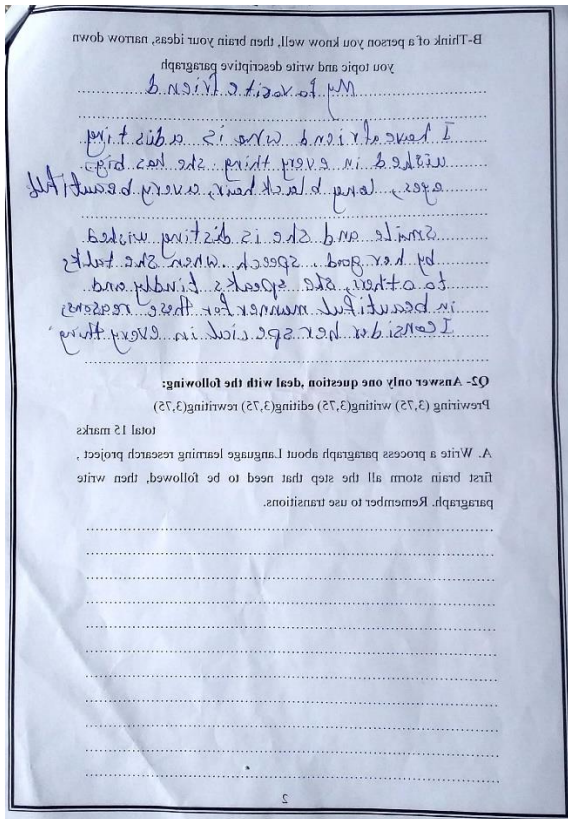 B-Think of a person you know well, then brain your ideas, narrow down
you topic and write descriptive paragraph
My favorite friend
I have afriend who is a disting
uished in every thing. she has big,
eyes, long black hair, a very beautiful
smile and she is disting wished
by her good. speech. when she talks
to other, she speaks kindly and
in beautiful manner for these reasons
I consider her special in every thing
Q2- Answer only one question ,deal with the following:
Prewiring (3,75) writing(3,75) editing(3,75) rewriting(3,75)
total 15 marks
A. Write a process paragraph about Language learning research project ,
first brain storm all the step that need to be followed, then write
paragraph. Remember to use transitions.
2